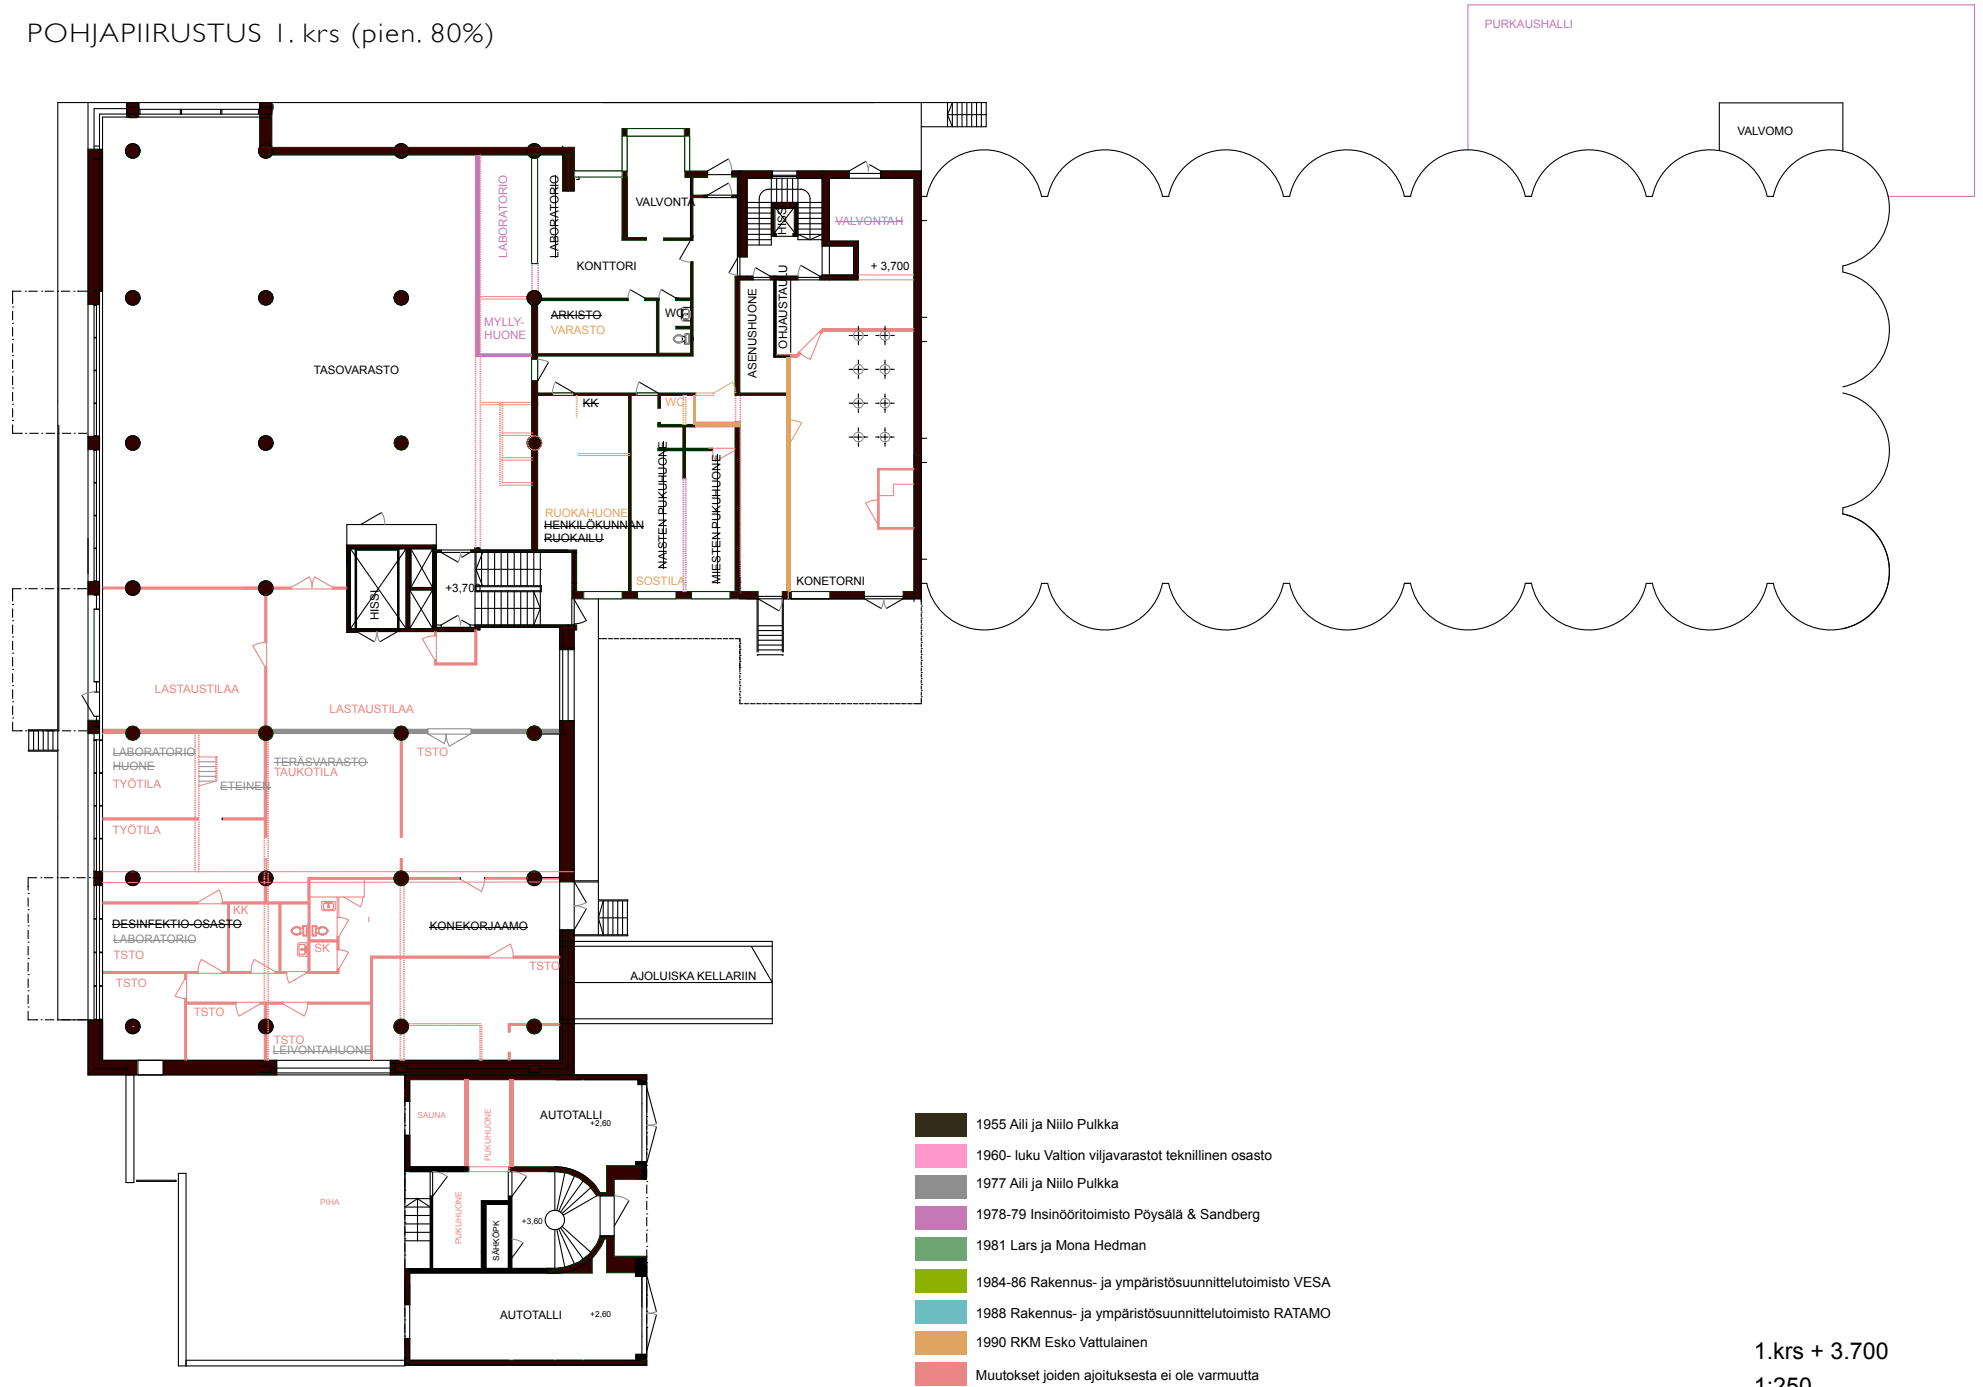 POHJAPIIRUSTUS 1. krs (pien. 80%)
PURKAUSHALLI
VALVOMO
LABORATORIO
LABORATORIO
VALVONTA
HISSI
VALVONTAH
KONTTORI
+ 3,700
ARKISTO
VARASTO
WC
MYLLY-
HUONE
ASENUSHUONE
OHJAUSTAULU
TASOVARASTO
KK
WC
NAISTEN PUKUHUONE
MIESTEN PUKUHUONE
RUOKAHUONE
HENKILÖKUNNAN
RUOKAILU
SOSTILA
KONETORNI
HISSI
+3,700
LASTAUSTILAA
LASTAUSTILAA
LABORATORIO
HUONE
TYÖTILA
ETEINEN
TERÄSVARASTO
TAUKOTILA
TSTO
TYÖTILA
DESINFEKTIO-OSASTO
LABORATORIO
TSTO
KK
SK
KONEKORJAAMO
TSTO
AJOLUISKA KELLARIIN
TSTO
TSTO
TSTO
LEIVONTAHUONE
SAUNA
PUKUHUONE
AUTOTALLI
+2,60
PIHA
PUKUHUONE
SÄHKÖPK
+3,60
AUTOTALLI
+2,60
1955 Aili ja Niilo Pulkka
1960- luku Valtion viljavarastot teknillinen osasto
1977 Aili ja Niilo Pulkka
1978-79 Insinööritoimisto Pöysälä & Sandberg
1981 Lars ja Mona Hedman
1984-86 Rakennus- ja ympäristösuunnittelutoimisto VESA
1988 Rakennus- ja ympäristösuunnittelutoimisto RATAMO
1990 RKM Esko Vattulainen
Muutokset joiden ajoituksesta ei ole varmuutta
1.krs + 3.700
1:250